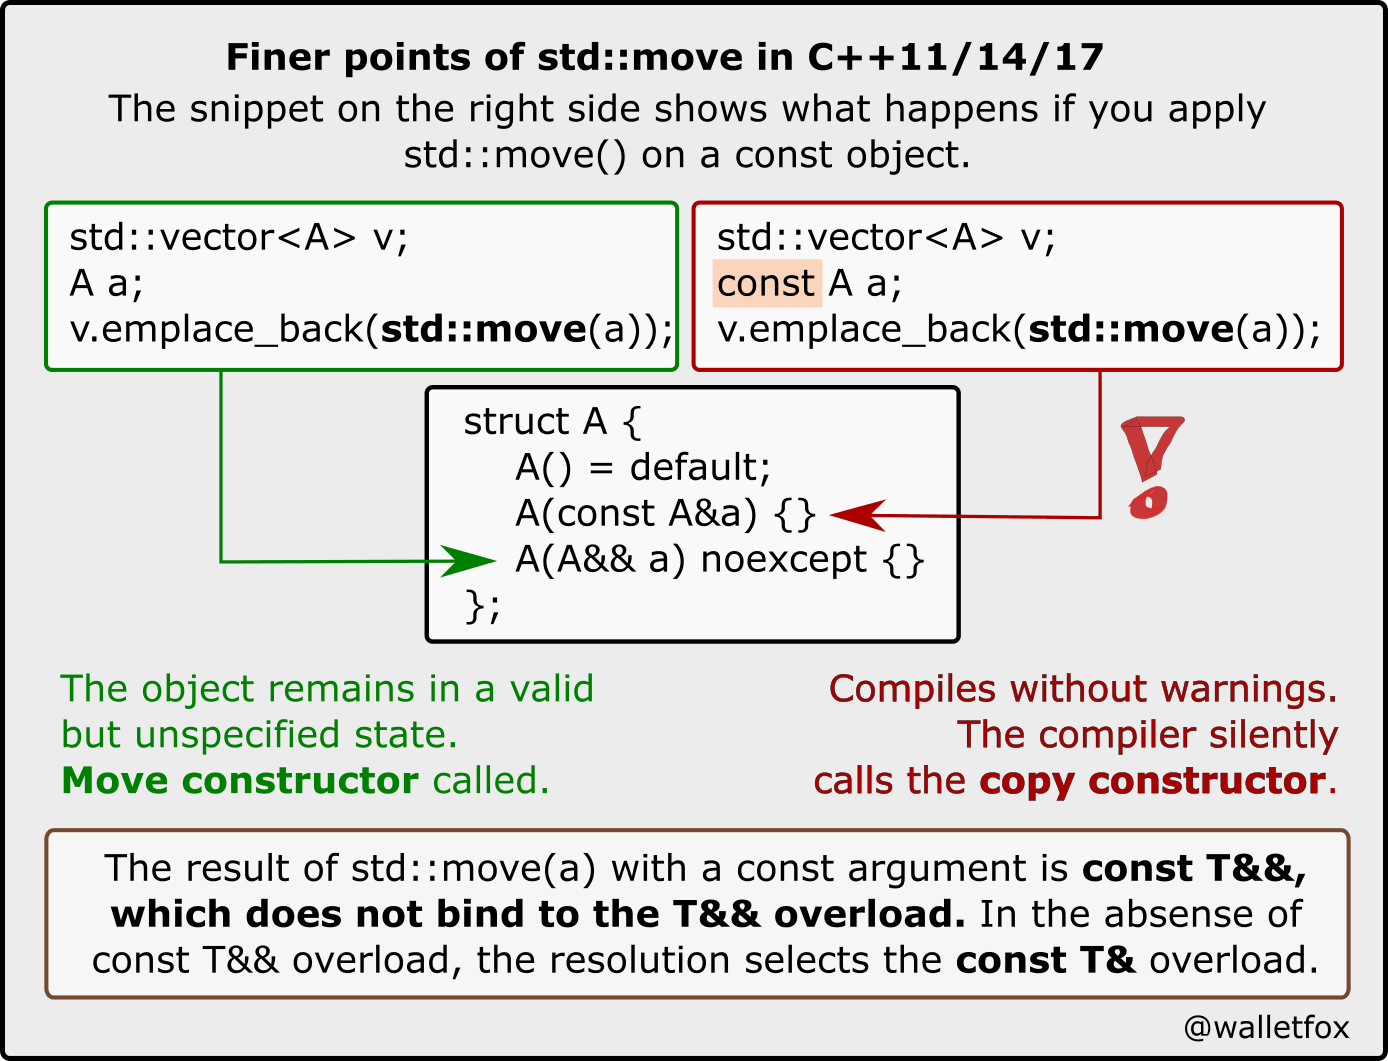 Finer points of std::move in C++11/14/17
The snippet on the right side shows what happens if you apply
std::move() on a const object.
std::vector<A> v;
A a;
v.emplace_back(std::move(a));
std::vector<A> v;
const A a;
v.emplace_back(std::move(a));
struct A {
A() = default;
A(const A&a) {}
A(A&& a) noexcept {}
};
The object remains in a valid
but unspecified state.
Move constructor called.
Compiles without warnings.
The compiler silently
calls the copy constructor.
The result of std::move(a) with a const argument is const T&&,
which does not bind to the T&& overload. In the absense of
const T&& overload, the resolution selects the const T& overload.
@walletfox